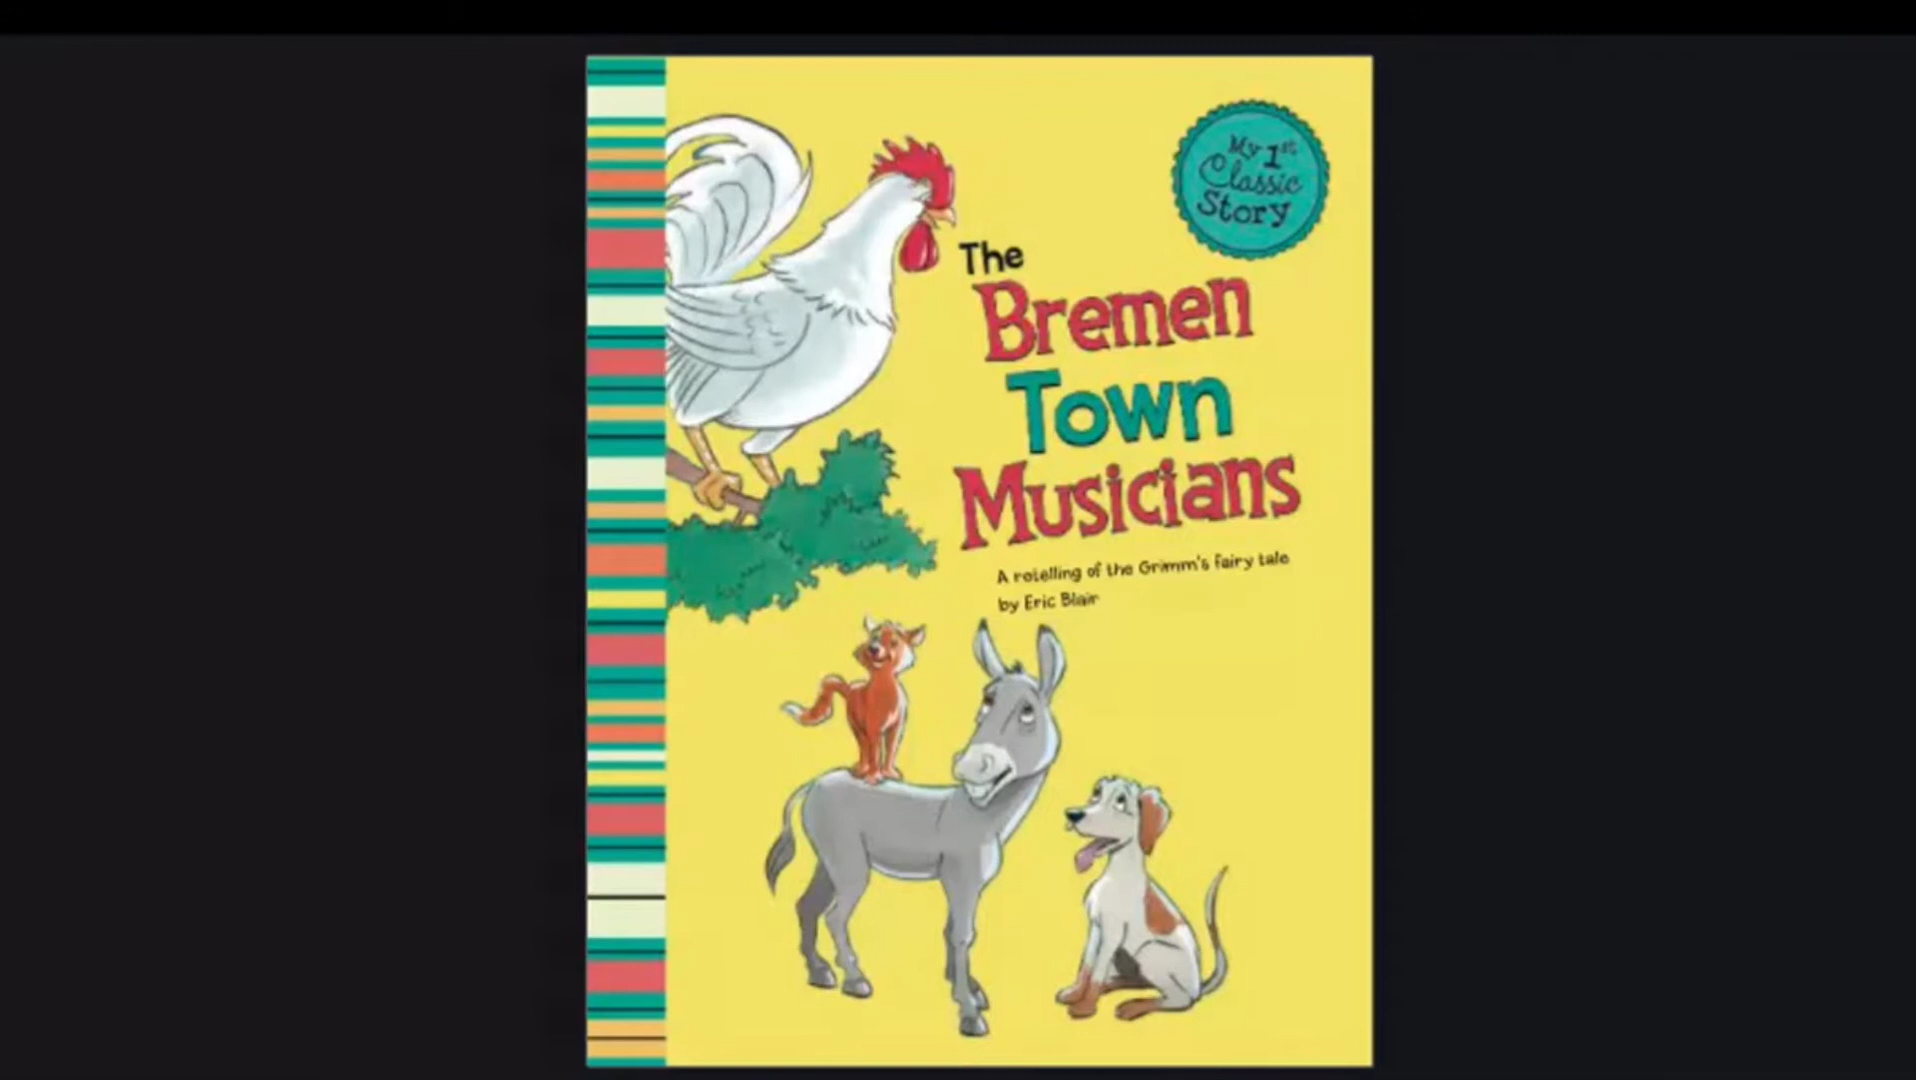 My 1st
Classic
Story
The
Bremen
Town
Musicians
A retelling of the Grimm's fairy tale
by Eric Blair